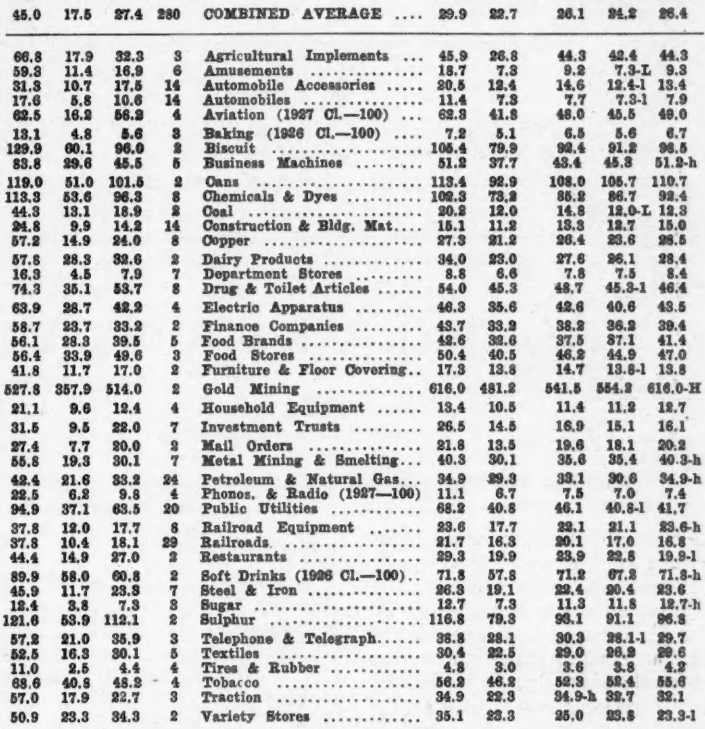 45.0 17.5 27.4 280 COMBINED AVERAGE .... 29.9 22.7 26.1 24.2 26.4
66.8 17.9 32.3 3 Agricultural Implements ... 45.9 26.8 44.3 42.4 44.3
59.3 11.4 16.9 6 Amusements .............. 18.7 7.3 9.2 7.3-L 9.3
31.3 10.7 17.5 14 Automobile Accessories ..... 20.5 12.4 14.6 12.4-l 13.4
17.6 5.8 10.6 14 Automobiles ............... 11.4 7.3 7.7 7.3-l 7.9
62.5 16.2 56.2 4 Aviation (1927 Cl.—100) .... 62.3 41.8 48.0 45.5 49.0
13.1 4.8 5.6 3 Baking (1926 Cl.—100) ..... 7.2 5.1 6.5 5.6 6.7
129.9 60.1 96.0 2 Biscuit ................... 105.4 79.9 92.4 91.2 98.5
83.8 29.6 45.5 5 Business Machines ......... 51.2 37.7 43.4 45.8 51.2-h
119.0 51.0 101.5 2 Cans ..................... 113.4 92.9 108.0 105.7 110.7
113.3 53.6 96.3 8 Chemicals & Dyes .......... 102.3 73.2 85.2 86.7 92.4
44.3 13.1 18.9 2 Coal ..................... 20.2 12.0 14.8 12.0-L 12.3
24.8 9.9 14.2 14 Construction & Bldg. Mat.... 15.1 11.2 13.3 12.7 15.0
57.2 14.9 24.0 8 Copper ................... 27.3 21.2 26.4 23.6 26.5
57.8 28.3 32.6 2 Dairy Products ............ 34.0 23.0 27.6 26.1 28.4
16.3 4.5 7.9 7 Department Stores ......... 8.8 6.6 7.8 7.5 8.4
74.3 35.1 53.7 8 Drug & Toilet Articles ...... 54.0 45.3 48.7 45.3-l 46.4
63.9 28.7 42.2 4 Electric Apparatus ......... 46.3 35.6 42.6 40.6 43.5
58.7 23.7 33.2 2 Finance Companies ........ 43.7 33.2 38.2 36.2 39.4
56.1 28.3 39.5 5 Food Brands .............. 42.6 32.6 37.5 37.1 41.4
56.4 33.9 49.6 3 Food Stores ............... 50.4 40.5 46.2 44.9 47.0
41.8 11.7 17.0 2 Furniture & Floor Covering.. 17.3 13.8 14.7 13.8-l 13.8
527.8 357.9 514.0 2 Gold Mining .............. 616.0 481.2 541.5 554.2 616.0-H
21.1 9.6 12.4 4 Household Equipment ...... 13.4 10.5 11.4 11.2 12.7
31.5 9.5 22.0 7 Investment Trusts ......... 26.5 14.5 16.9 15.1 16.1
27.4 7.7 20.0 2 Mail Orders ............... 21.8 13.5 19.6 18.1 20.2
55.8 19.3 30.1 7 Metal Mining & Smelting... 40.3 30.1 35.6 35.4 40.3-h
42.4 21.6 33.2 24 Petroleum & Natural Gas... 34.9 29.3 33.1 30.6 34.9-h
22.5 6.2 9.8 4 Phonos. & Radio (1927—100) 11.1 6.7 7.5 7.0 7.4
94.9 37.1 63.5 20 Public Utilities ............ 68.2 40.8 46.1 40.8-l 41.7
37.8 12.0 17.7 8 Railroad Equipment ....... 23.6 17.7 22.1 21.1 23.6-h
37.8 10.4 18.1 29 Railroads ................. 21.7 16.3 20.1 17.0 16.8
44.4 14.9 27.0 2 Restaurants ............... 29.3 19.9 23.9 22.8 19.9-l
89.9 58.0 60.8 2 Soft Drinks (1926 Cl.—100).. 71.8 57.8 71.2 67.2 71.8-h
45.9 11.7 23.3 7 Steel & Iron .............. 26.3 19.1 22.4 20.4 23.6
12.4 3.8 7.3 3 Sugar .................... 12.7 7.3 11.3 11.8 12.7-h
121.6 53.9 112.1 2 Sulphur .................. 116.8 79.3 93.1 91.1 96.8
57.2 21.0 35.9 3 Telephone & Telegraph...... 38.8 28.1 30.3 28.1-l 29.7
52.5 16.3 30.1 5 Textiles .................. 30.4 22.5 29.0 26.2 29.6
11.0 2.5 4.4 4 Tires & Rubber ............ 4.8 3.0 3.6 3.8 4.2
68.6 40.8 48.2 4 Tobacco .................. 56.2 46.2 52.3 52.4 55.6
57.0 17.9 22.7 3 Traction .................. 34.9 22.3 34.9-h 32.7 32.1
50.9 23.3 34.3 2 Variety Stores ............. 35.1 23.3 25.0 23.8 23.3-l